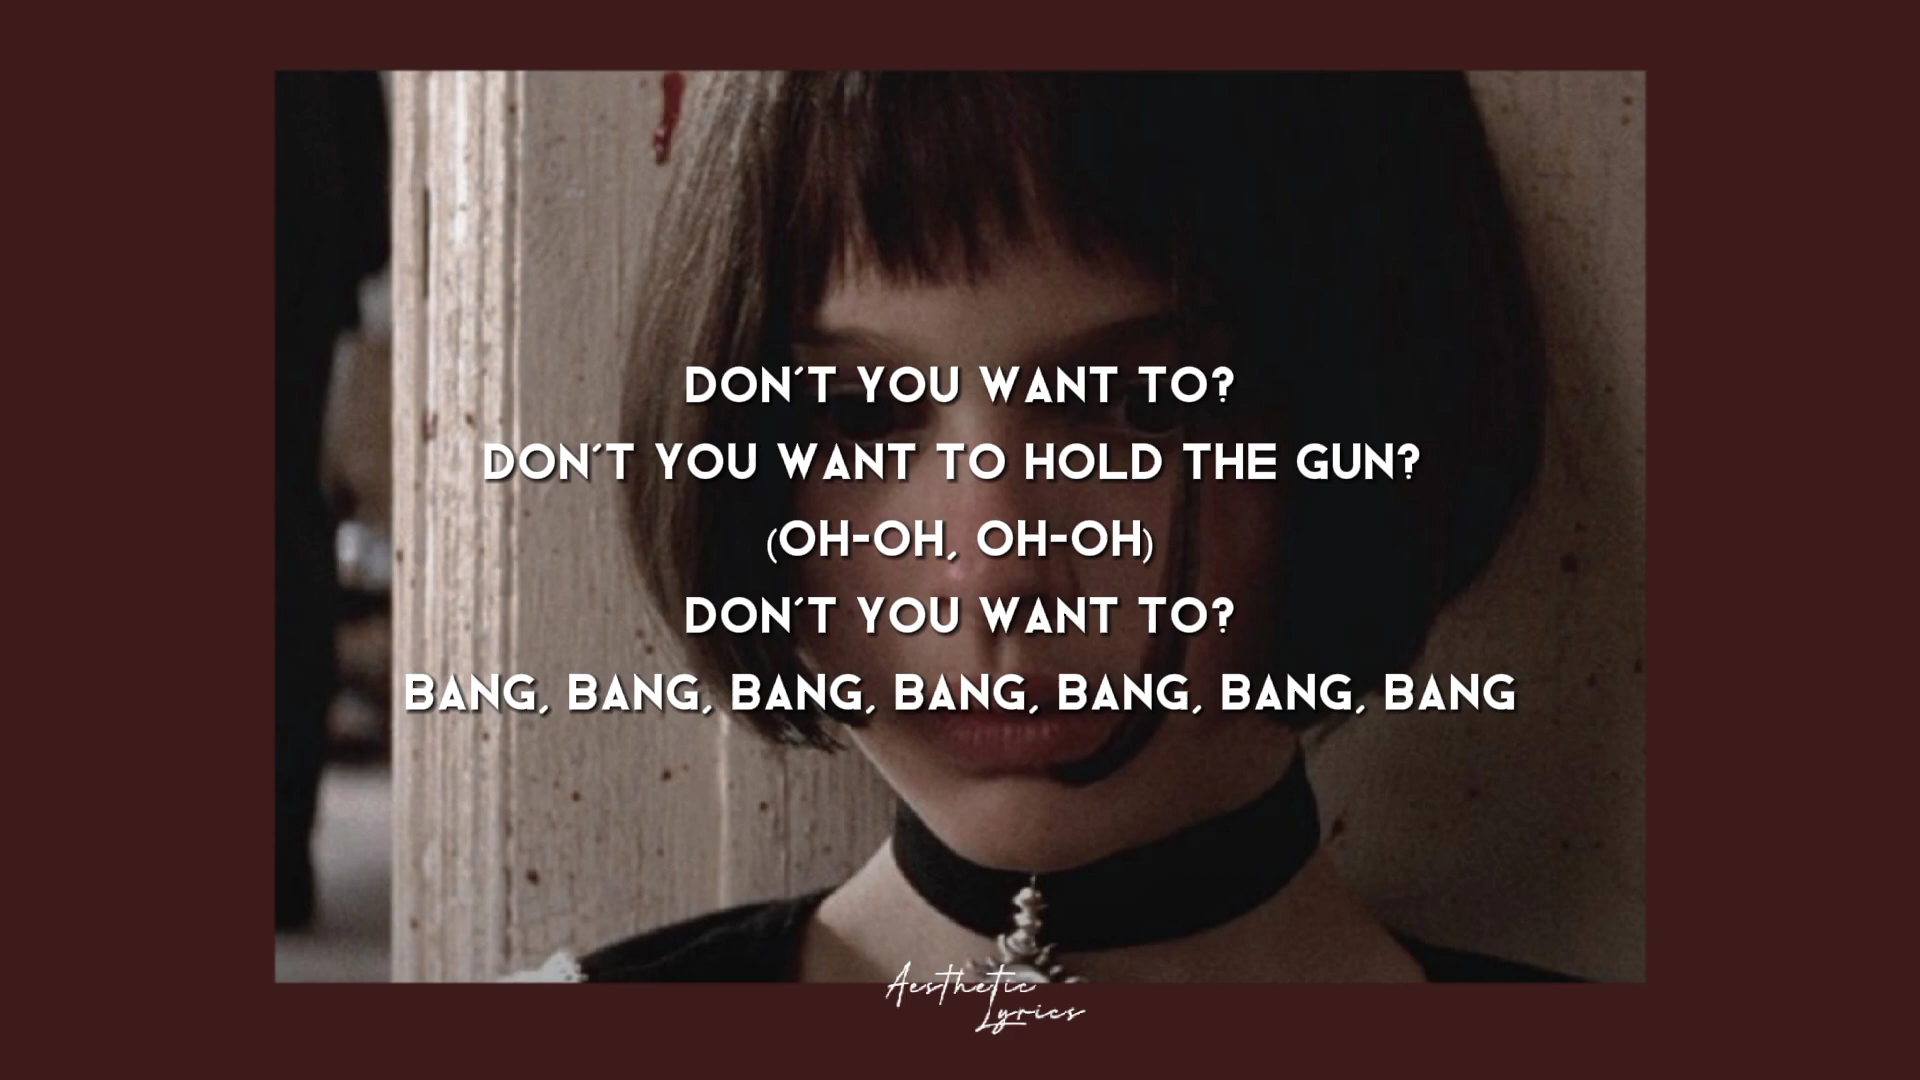 DON'T YOU WANT TO?
DON'T YOU WANT TO HOLD THE GUN?
(OH-OH, OH-OH)
DON'T YOU WANT TO?
BANG, BANG, BANG, BANG, BANG, BANG, BANG
Aesthetic
Lyrics